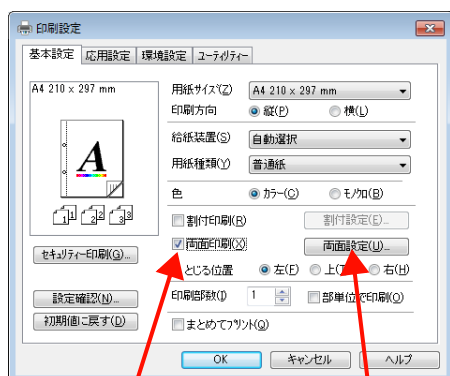 印刷設定
基本設定 応用設定 環境設定 ユーティリティー
A4 210 x 297 mm
用紙サイズ(Z) A4 210 x 297 mm
印刷方向 縦(P) 横(L)
給紙装置(S) 自動選択
用紙種類(Y) 普通紙
A
色 カラー(C) モノクロ(B)
1 1 2 2 3 3
割付印刷(R) 割付設定(E)...
セキュリティー印刷(G)...
両面印刷(X) 両面設定(U)...
とじる位置 左(F) 右(H)
設定確認(N)...
印刷部数(I) 1 部単位で印刷(O)
初期値に戻す(D)
まとめてプリント(Q)
OK キャンセル ヘルプ